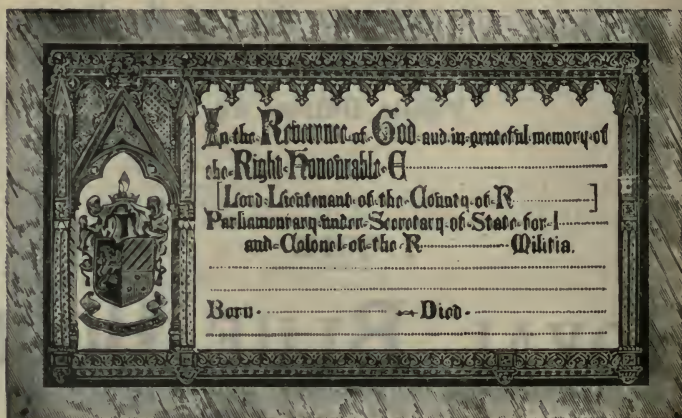 In the Reverence of God and in grateful memory of
the Right Honourable E
[Lord Lieutenant of the County of R ]
Parliamentary under Secretary of State for I
and Colonel of the R Militia.
Born Died